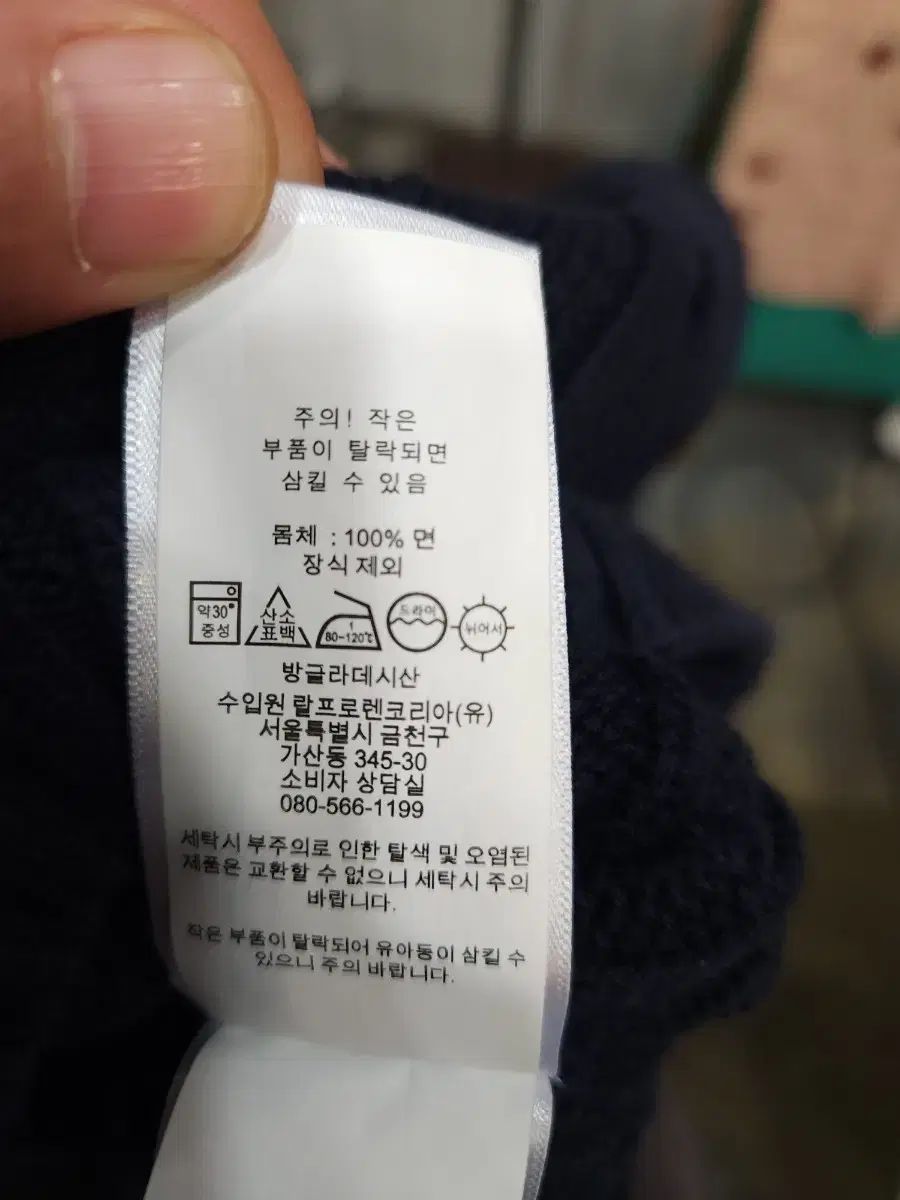 주의! 작은
부품이 탈락되면
삼킬 수 있음
몸체 : 100% 면
장식 제외
약30°
중성
산소
표백
1
80~120℃
드라이
뉘어서
방글라데시산
수입원 랄프로렌코리아(유)
서울특별시 금천구
가산동 345-30
소비자 상담실
080-566-1199
세탁시 부주의로 인한 탈색 및 오염된
제품은 교환할 수 없으니 세탁시 주의
바랍니다.
작은 부품이 탈락되어 유아동이 삼킬 수
있으니 주의 바랍니다.